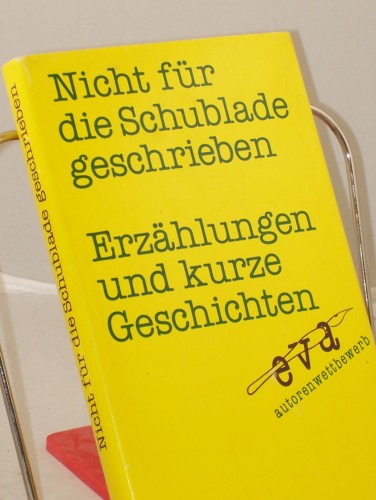 Nicht für
die Schublade
geschrieben
Erzählungen
und kurze
Geschichten
eva
autorenwettbewerb
Nicht für die Schublade geschrieben